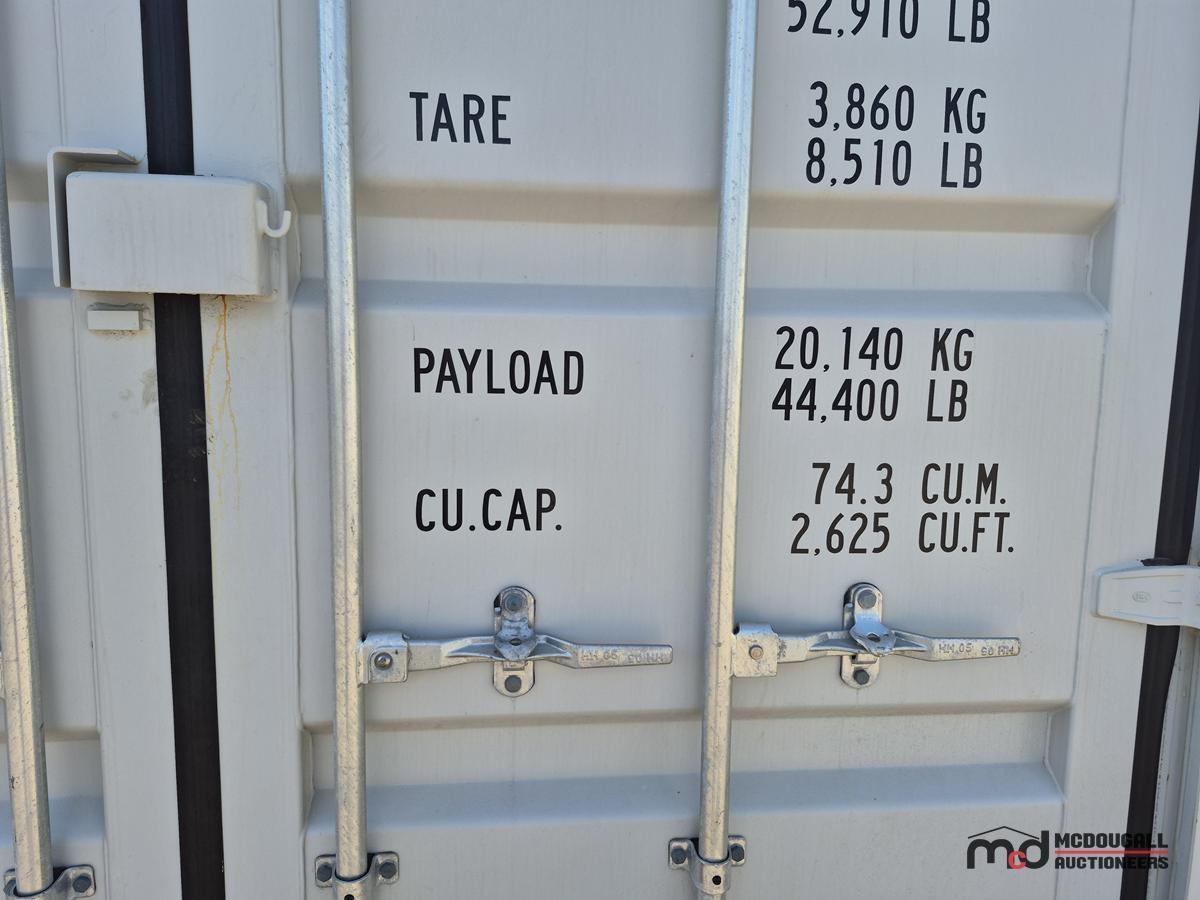 52,910 LB
TARE 3,860 KG
8,510 LB
PAYLOAD 20,140 KG
44,400 LB
CU.CAP. 74.3 CU.M.
2,625 CU.FT.
mcd MCDOUGALL
AUCTIONEERS